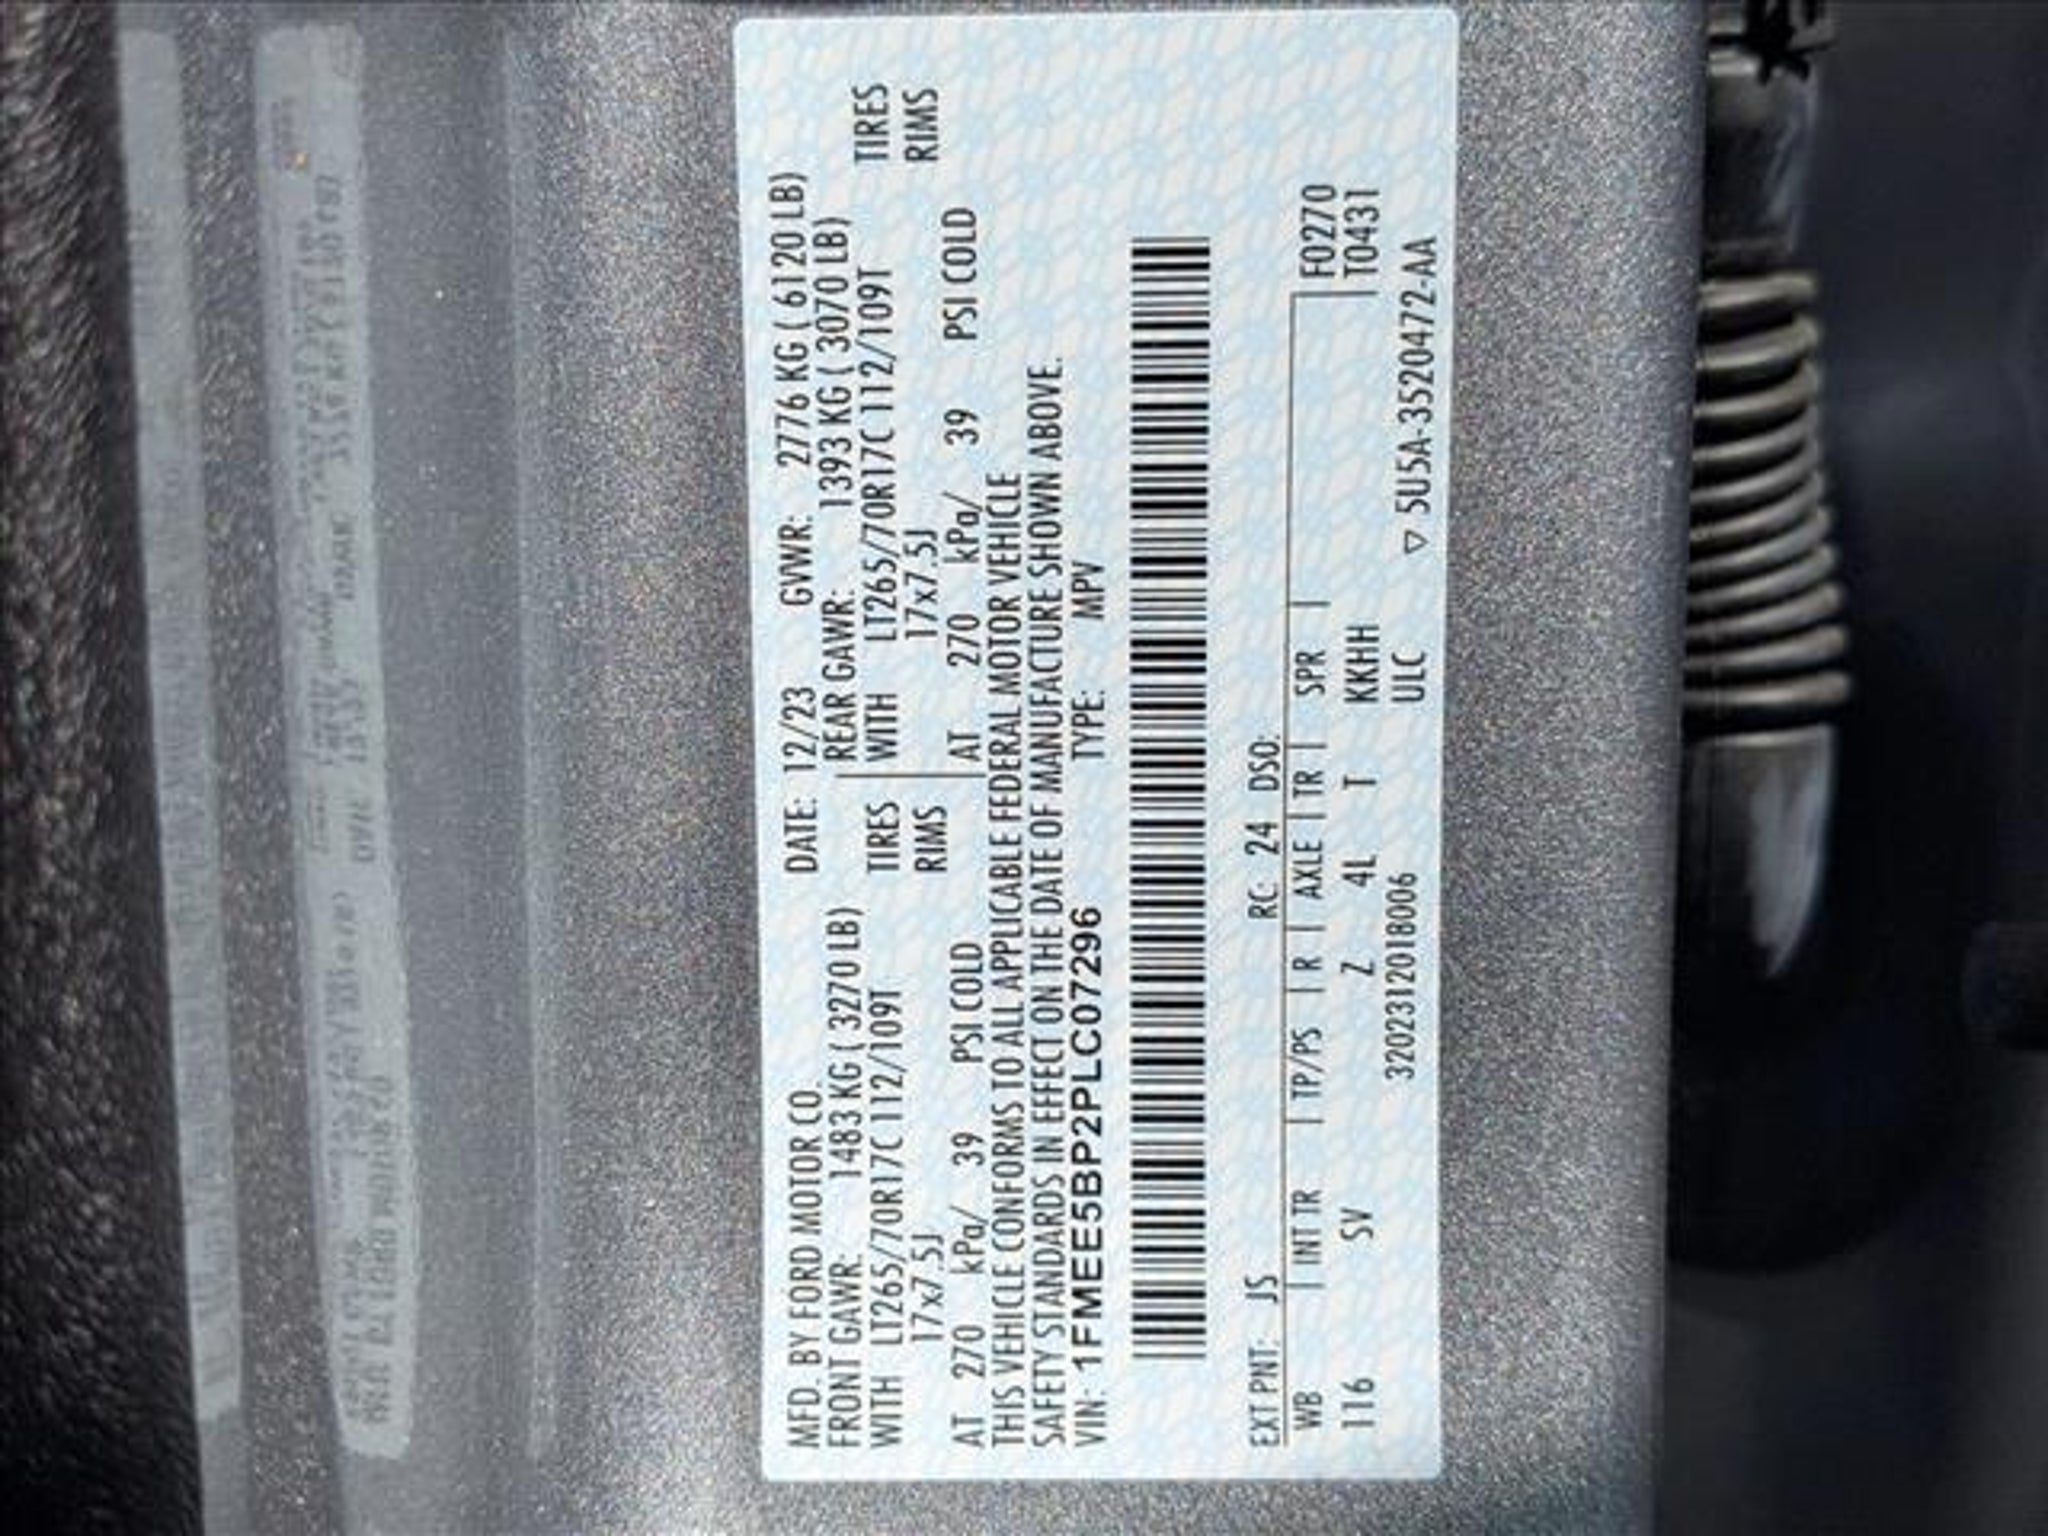 MFD. BY FORD MOTOR CO. DATE: 12/23 GVWR: 2776 KG ( 6120 LB)
FRONT GAWR: 1483 KG ( 3270 LB) REAR GAWR: 1393 KG ( 3070 LB)
WITH LT265/70R17C 112/109T TIRES WITH LT265/70R17C 112/109T TIRES
17x7.5J RIMS 17x7.5J RIMS
AT 270 kPa/ 39 PSI COLD AT 270 kPa/ 39 PSI COLD
THIS VEHICLE CONFORMS TO ALL APPLICABLE FEDERAL MOTOR VEHICLE
SAFETY STANDARDS IN EFFECT ON THE DATE OF MANUFACTURE SHOWN ABOVE.
VIN: 1FMEE5BP2PLC07296 TYPE: MPV
EXT PNT: JS RC: 24 DSO:
WB | INT TR | TP/PS | R | AXLE | TR | SPR | F0270
116 SV Z 4L T KKHH T0431
3202312018006 ULC ▽ 5U5A-3520472-AA